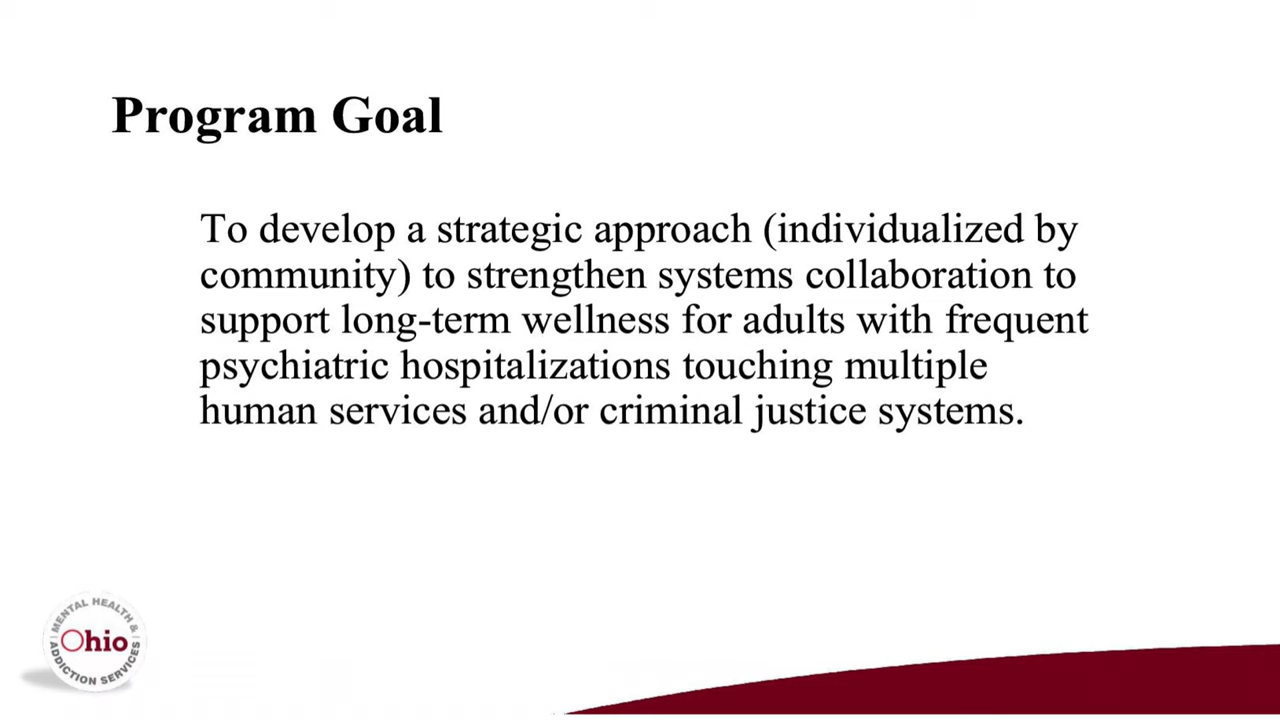 Program Goal
To develop a strategic approach (individualized by
community) to strengthen systems collaboration to
support long-term wellness for adults with frequent
psychiatric hospitalizations touching multiple
human services and/or criminal justice systems.
MENTAL HEALTH &
Ohio
ADDICTION SERVICES